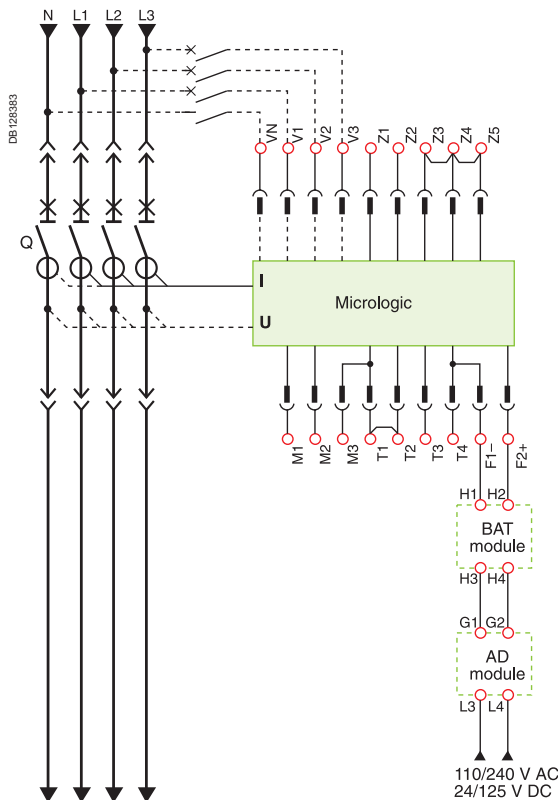 N L1 L2 L3
DB128383
VN V1 V2 V3 Z1 Z2 Z3 Z4 Z5
Q
I
Micrologic
U
M1 M2 M3 T1 T2 T3 T4 F1– F2+
H1 H2
BAT
module
H3 H4
G1 G2
AD
module
L3 L4
110/240 V AC
24/125 V DC